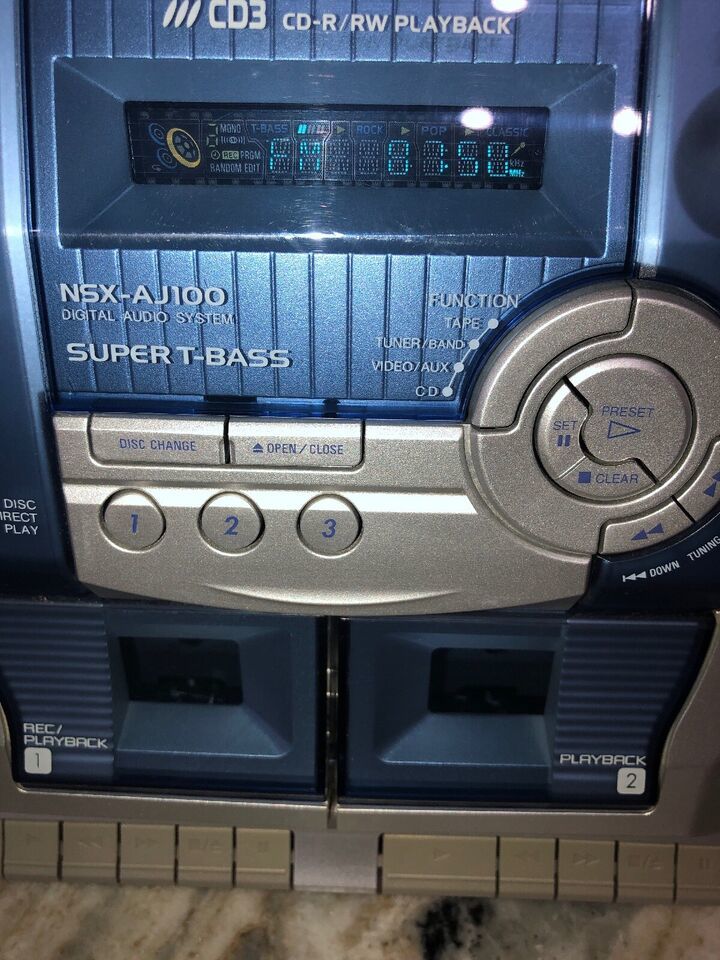 CD3 CD-R/RW PLAYBACK
MONO T-BASS ROCK POP CLASSIC
REC PRGM
RANDOM EDIT
FM 87.50 MHz
NSX-AJ100
DIGITAL AUDIO SYSTEM
SUPER T-BASS
FUNCTION
TAPE
TUNER/BAND
VIDEO/AUX
CD
PRESET
SET
CLEAR
DISC CHANGE
OPEN/CLOSE
1 2 3
DISC
DIRECT
PLAY
DOWN TUNING
REC/
PLAYBACK
1
PLAYBACK
2